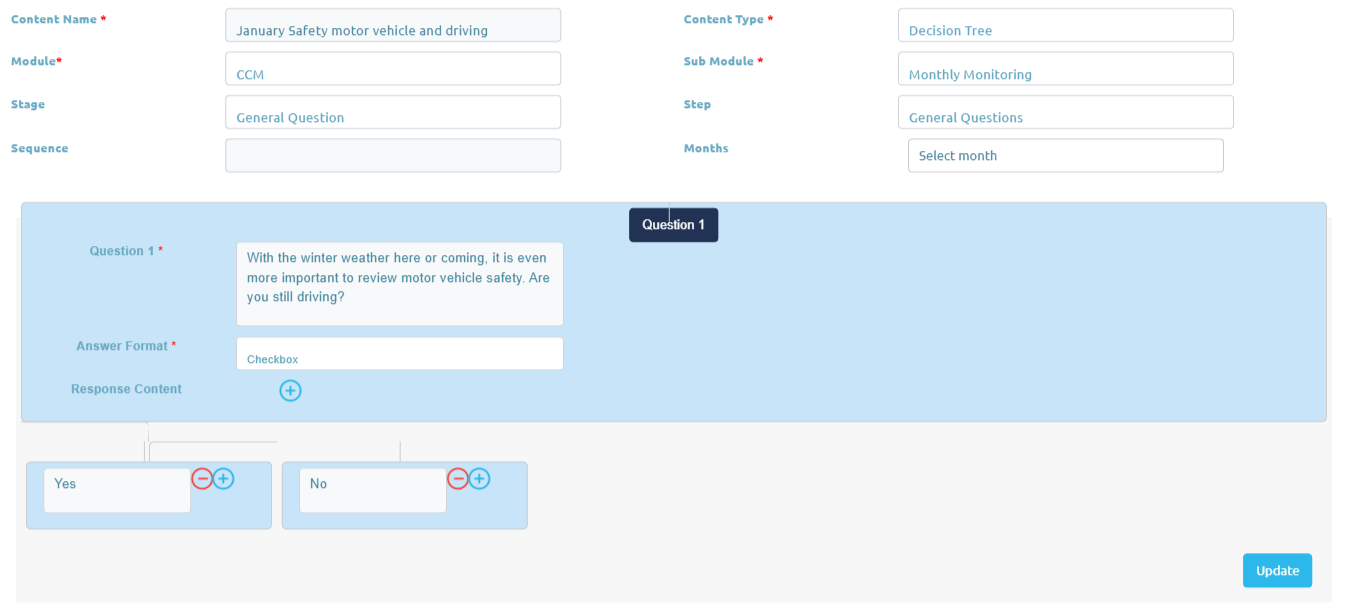 Content Name * January Safety motor vehicle and driving Content Type * Decision Tree
Module* CCM Sub Module * Monthly Monitoring
Stage General Question Step General Questions
Sequence Months Select month
Question 1
Question 1 * With the winter weather here or coming, it is even
more important to review motor vehicle safety. Are
you still driving?
Answer Format * Checkbox
Response Content
Yes No
Update